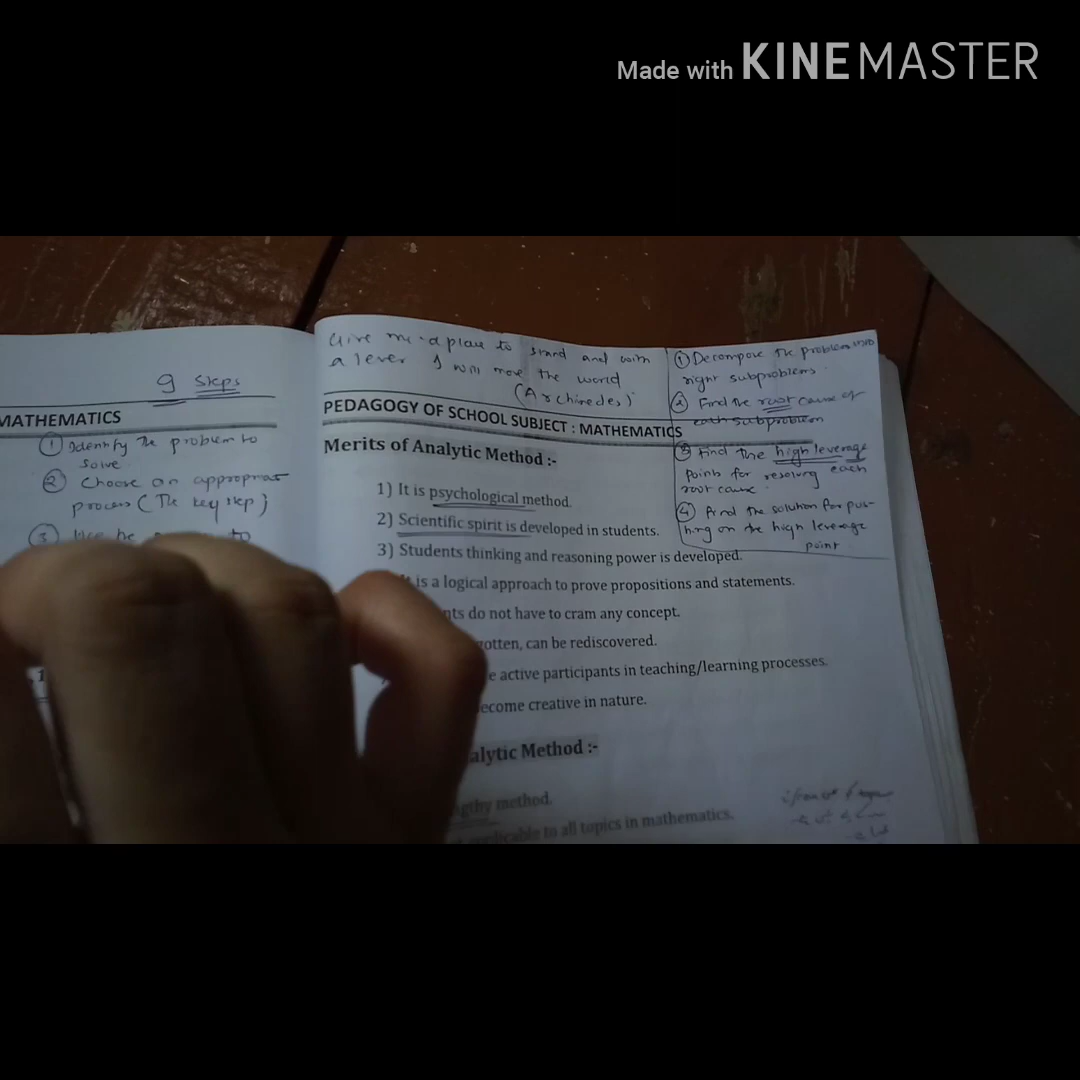 Made with KINEMASTER
9 Steps
MATHEMATICS
① Identify the problem to
solve
② Choose an appropriate
process (The key step)
③ to
Give me a place to stand and with
a lever I will move the world
(Archimedes)
① Decompose the problem into
right subproblems.
② Find the root cause of
each subproblem
③ Find the high leverage
points for resolving each
root cause.
④ Find the solution for pus-
hing on the high leverage
point
PEDAGOGY OF SCHOOL SUBJECT : MATHEMATICS
Merits of Analytic Method :-
1) It is psychological method.
2) Scientific spirit is developed in students.
3) Students thinking and reasoning power is developed.
is a logical approach to prove propositions and statements.
nts do not have to cram any concept.
gotten, can be rediscovered.
e active participants in teaching/learning processes.
ecome creative in nature.
alytic Method :-
gthy method.
applicable to all topics in mathematics.